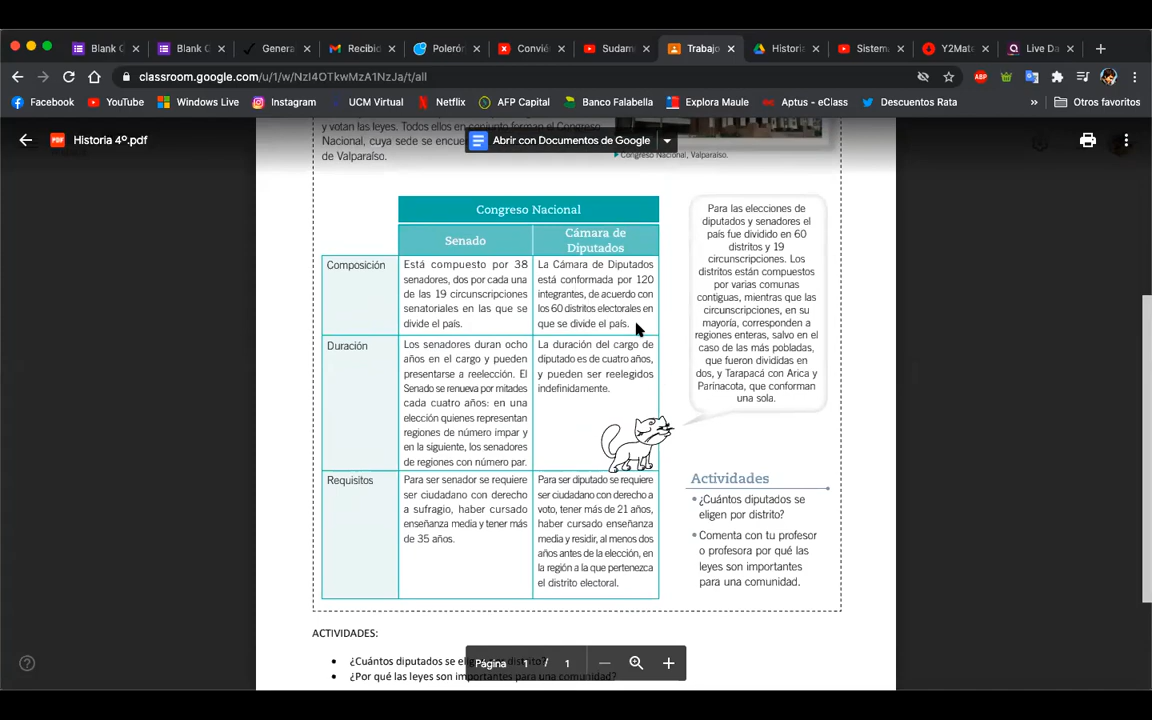 Blank Q
Blank Q
Genera
Recibio
Polerón
Convié
Sudam
Trabajo
Historia
Sistem
Y2Mate
Live Da
classroom.google.com/u/1/w/NzI4OTkwMzA1NzJa/t/all
Facebook
YouTube
Windows Live
Instagram
UCM Virtual
Netflix
AFP Capital
Banco Falabella
Explora Maule
Aptus - eClass
Descuentos Rata
Otros favoritos
Historia 4º.pdf
Abrir con Documentos de Google
y votan las leyes. Todos ellos en conjunto forman el Congreso
Nacional, cuya sede se encue
de Valparaíso.
Congreso Nacional, Valparaíso.
Congreso Nacional
Senado
Cámara de
Diputados
Composición
Está compuesto por 38
senadores, dos por cada una
de las 19 circunscripciones
senatoriales en las que se
divide el país.
La Cámara de Diputados
está conformada por 120
integrantes, de acuerdo con
los 60 distritos electorales en
que se divide el país.
Duración
Los senadores duran ocho
años en el cargo y pueden
presentarse a reelección. El
Senado se renueva por mitades
cada cuatro años: en una
elección quienes representan
regiones de número impar y
en la siguiente, los senadores
de regiones con número par.
La duración del cargo de
diputado es de cuatro años,
y pueden ser reelegidos
indefinidamente.
Requisitos
Para ser senador se requiere
ser ciudadano con derecho
a sufragio, haber cursado
enseñanza media y tener más
de 35 años.
Para ser diputado se requiere
ser ciudadano con derecho a
voto, tener más de 21 años,
haber cursado enseñanza
media y residir, al menos dos
años antes de la elección, en
la región a la que pertenezca
el distrito electoral.
Para las elecciones de
diputados y senadores el
país fue dividido en 60
distritos y 19
circunscripciones. Los
distritos están compuestos
por varias comunas
contiguas, mientras que las
circunscripciones, en su
mayoría, corresponden a
regiones enteras, salvo en el
caso de las más pobladas,
que fueron divididas en
dos, y Tarapacá con Arica y
Parinacota, que conforman
una sola.
Actividades
• ¿Cuántos diputados se
eligen por distrito?
• Comenta con tu profesor
o profesora por qué las
leyes son importantes
para una comunidad.
ACTIVIDADES:
• ¿Cuántos diputados se eligen por distrito?
• ¿Por qué las leyes son importantes para una comunidad?
Página 1 / 1